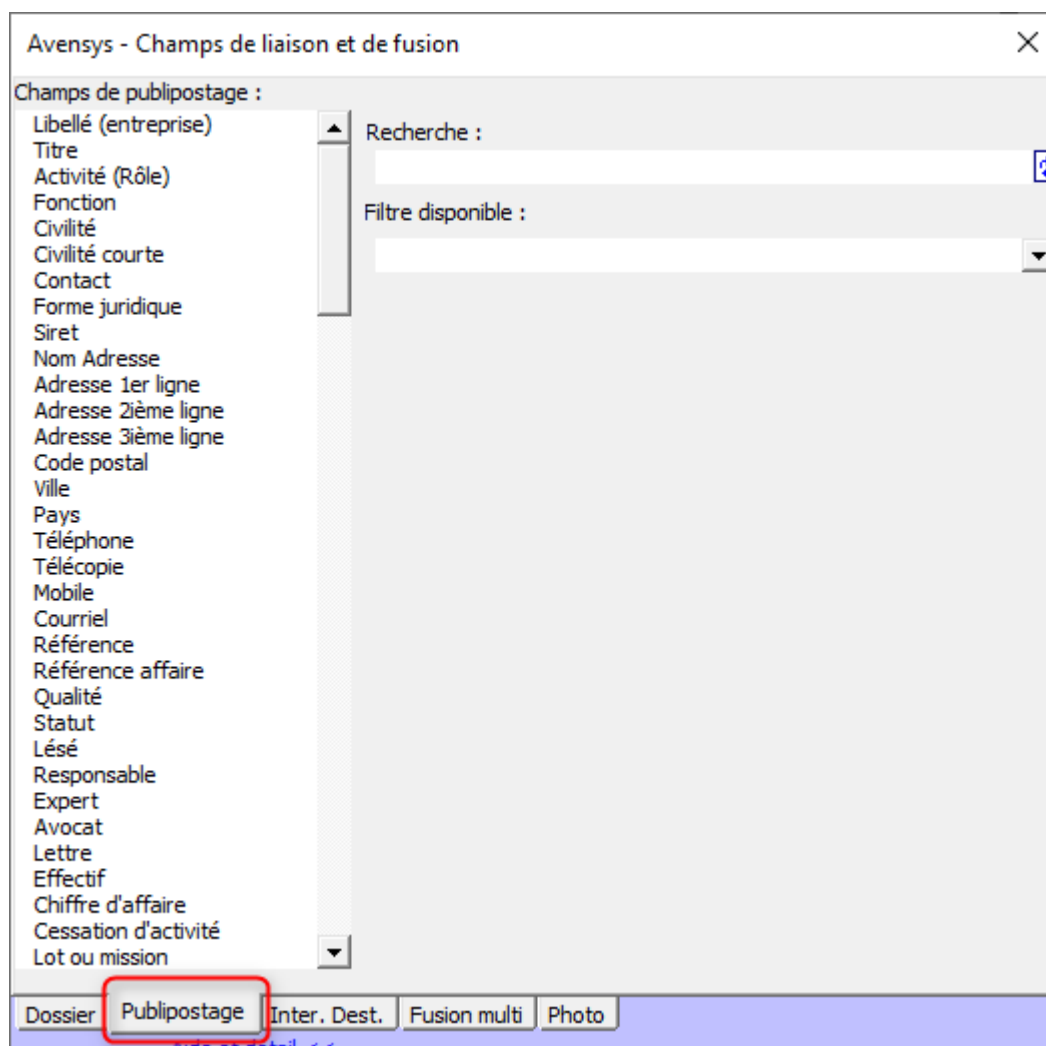 Avensys - Champs de liaison et de fusion
Champs de publipostage :
Libellé (entreprise)
Titre
Activité (Rôle)
Fonction
Civilité
Civilité courte
Contact
Forme juridique
Siret
Nom Adresse
Adresse 1er ligne
Adresse 2ième ligne
Adresse 3ième ligne
Code postal
Ville
Pays
Téléphone
Télécopie
Mobile
Courriel
Référence
Référence affaire
Qualité
Statut
Lésé
Responsable
Expert
Avocat
Lettre
Effectif
Chiffre d'affaire
Cessation d'activité
Lot ou mission
Recherche :
Filtre disponible :
Dossier Publipostage Inter. Dest. Fusion multi Photo